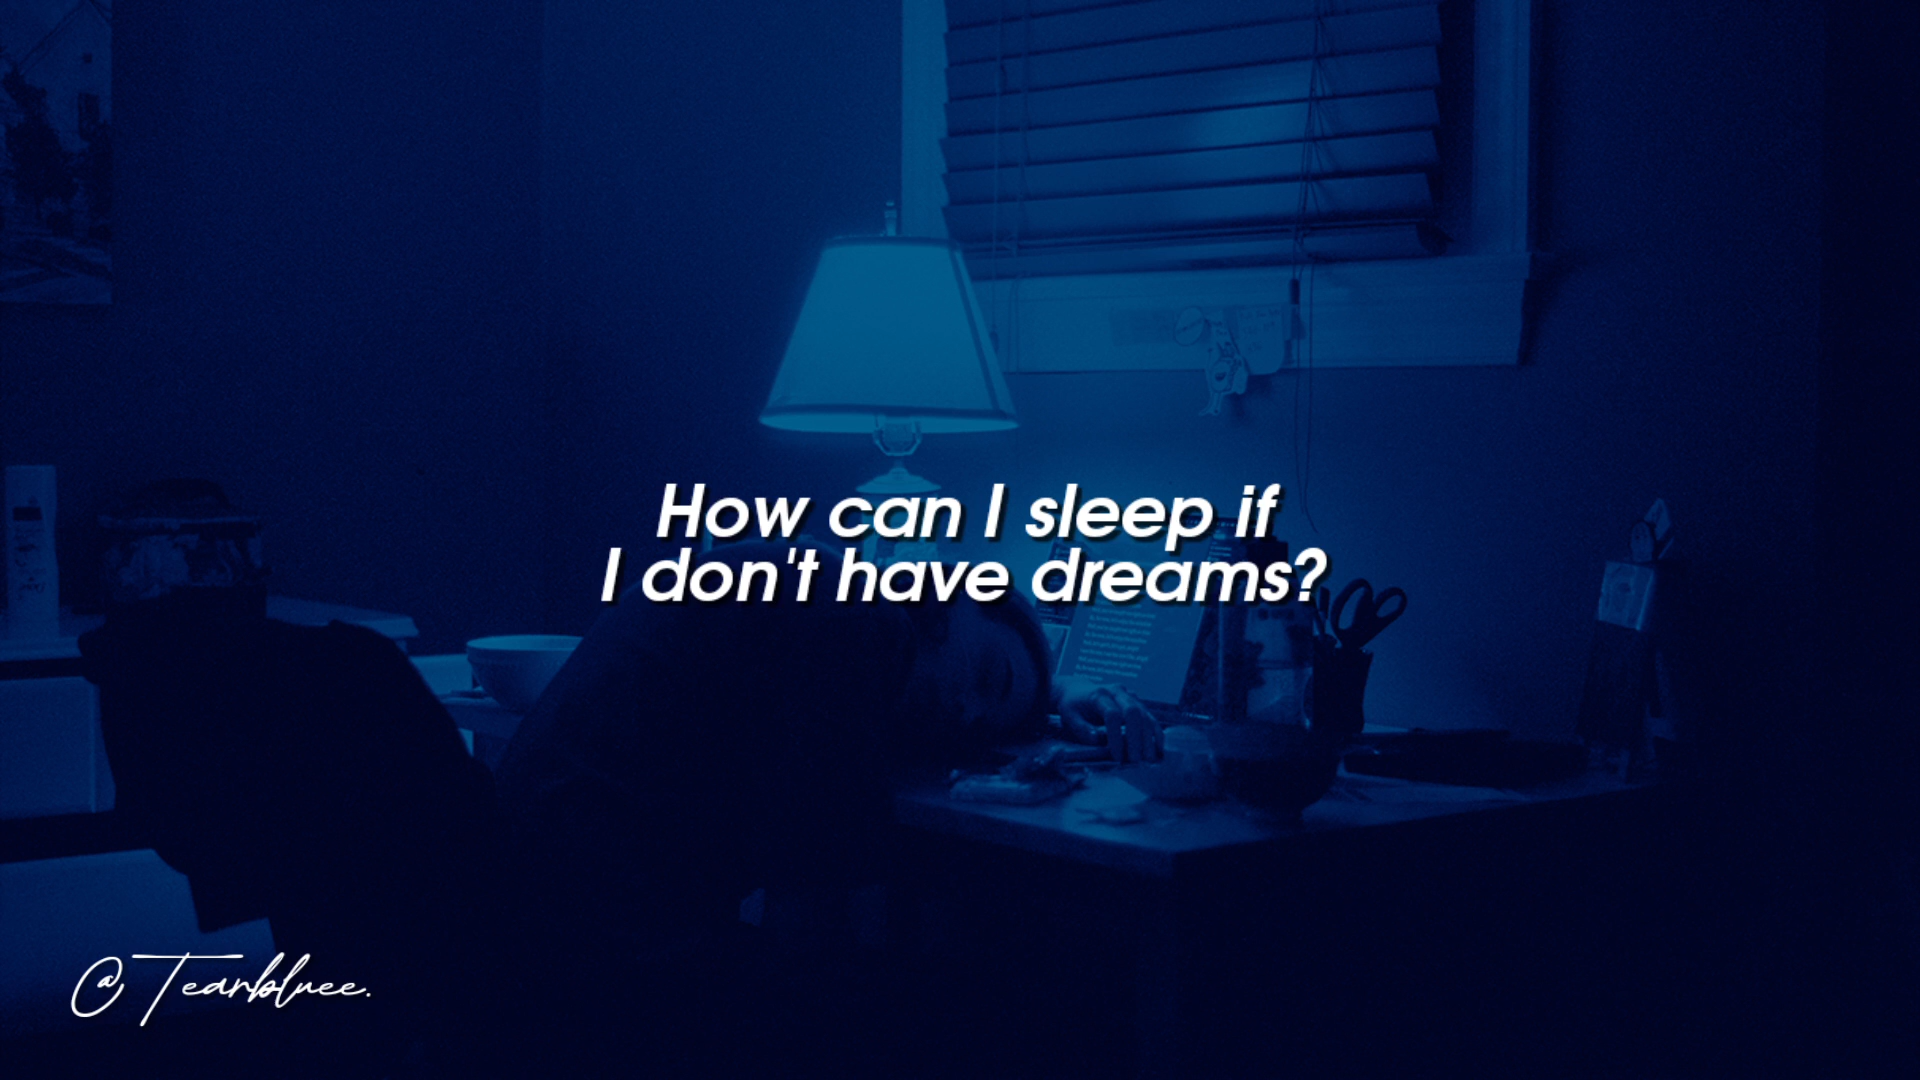 How can I sleep if
I don't have dreams?
@Tearbluee.